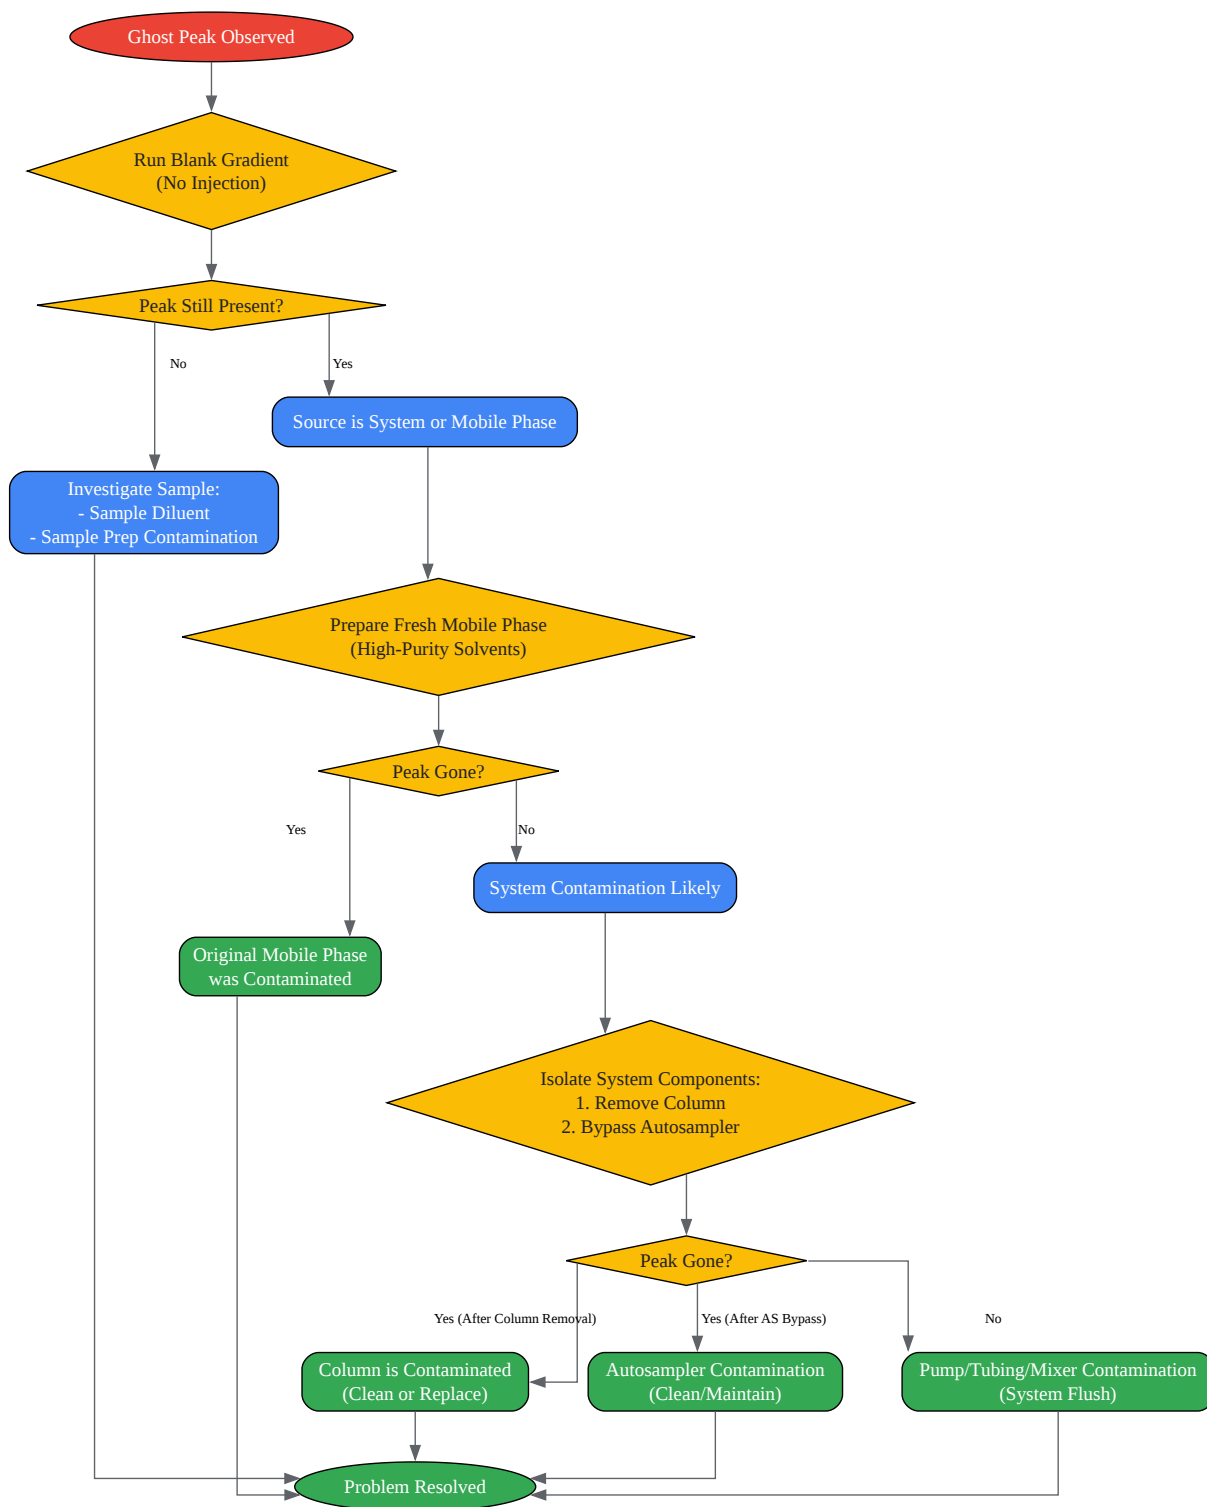 Ghost Peak Observed
Run Blank Gradient
(No Injection)
Peak Still Present?
No
Yes
Source is System or Mobile Phase
Investigate Sample:
- Sample Diluent
- Sample Prep Contamination
Prepare Fresh Mobile Phase
(High-Purity Solvents)
Peak Gone?
Yes
No
System Contamination Likely
Original Mobile Phase
was Contaminated
Isolate System Components:
1. Remove Column
2. Bypass Autosampler
Peak Gone?
Yes (After Column Removal)
Yes (After AS Bypass)
No
Column is Contaminated
(Clean or Replace)
Autosampler Contamination
(Clean/Maintain)
Pump/Tubing/Mixer Contamination
(System Flush)
Problem Resolved